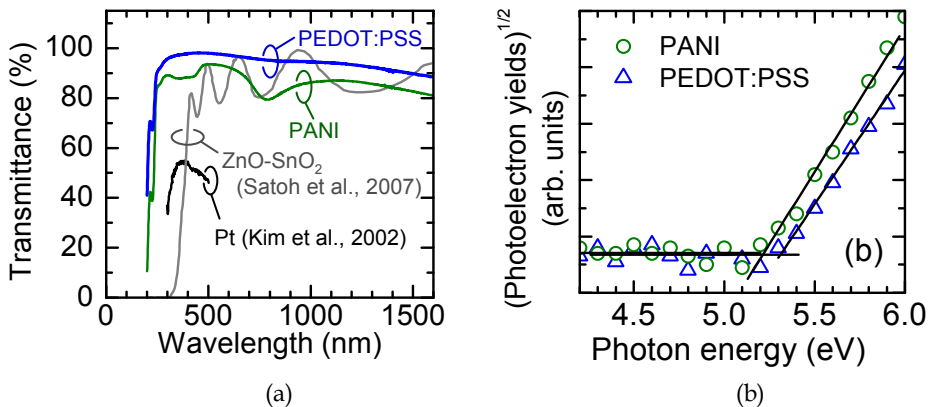 (a)
100
80
60
40
20
0
Transmittance (%)
PEDOT:PSS
PANI
ZnO-SnO₂
(Satoh et al., 2007)
Pt (Kim et al., 2002)
0 500 1000 1500
Wavelength (nm)
(a)
(Photoelectron yields)¹/²
(arb. units)
PANI
PEDOT:PSS
(b)
4.5 5.0 5.5 6.0
Photon energy (eV)
(b)